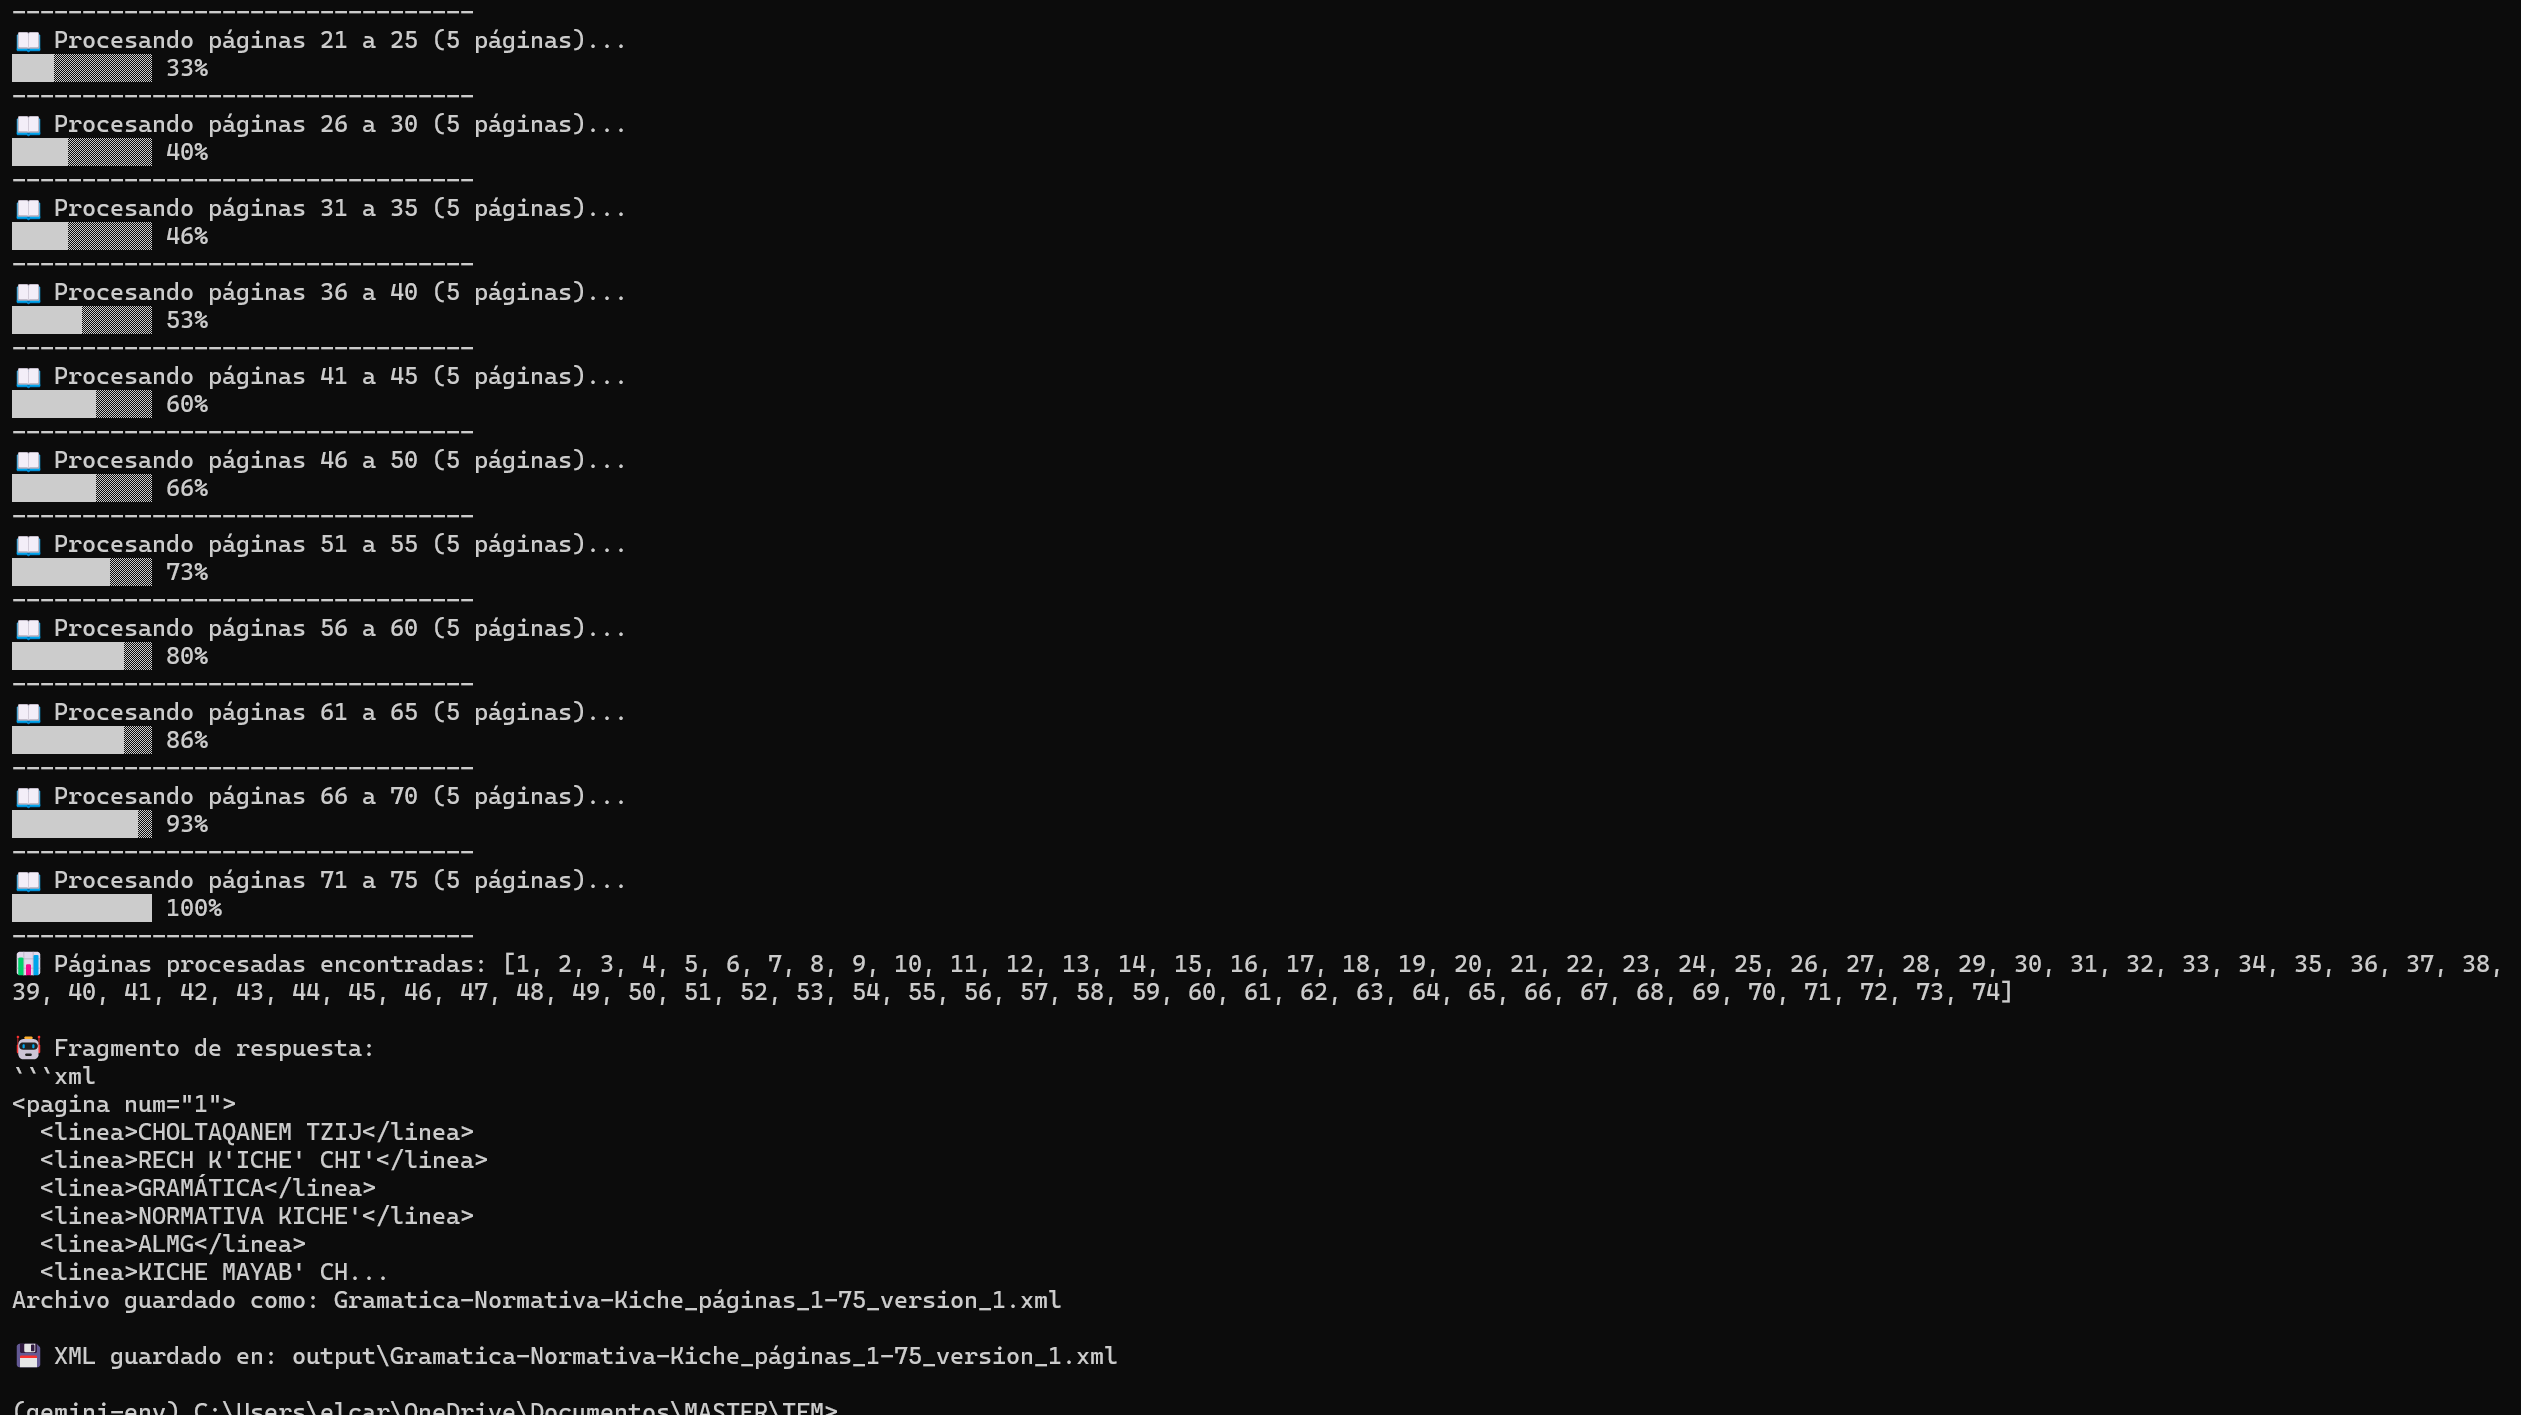 ---------------------------------
📖 Procesando páginas 21 a 25 (5 páginas)...
███▒▒▒▒▒▒▒ 33%
---------------------------------
📖 Procesando páginas 26 a 30 (5 páginas)...
████▒▒▒▒▒▒ 40%
---------------------------------
📖 Procesando páginas 31 a 35 (5 páginas)...
████▒▒▒▒▒▒ 46%
---------------------------------
📖 Procesando páginas 36 a 40 (5 páginas)...
█████▒▒▒▒▒ 53%
---------------------------------
📖 Procesando páginas 41 a 45 (5 páginas)...
██████▒▒▒▒ 60%
---------------------------------
📖 Procesando páginas 46 a 50 (5 páginas)...
██████▒▒▒▒ 66%
---------------------------------
📖 Procesando páginas 51 a 55 (5 páginas)...
███████▒▒▒ 73%
---------------------------------
📖 Procesando páginas 56 a 60 (5 páginas)...
████████▒▒ 80%
---------------------------------
📖 Procesando páginas 61 a 65 (5 páginas)...
████████▒▒ 86%
---------------------------------
📖 Procesando páginas 66 a 70 (5 páginas)...
█████████▒ 93%
---------------------------------
📖 Procesando páginas 71 a 75 (5 páginas)...
██████████ 100%
---------------------------------
📊 Páginas procesadas encontradas: [1, 2, 3, 4, 5, 6, 7, 8, 9, 10, 11, 12, 13, 14, 15, 16, 17, 18, 19, 20, 21, 22, 23, 24, 25, 26, 27, 28, 29, 30, 31, 32, 33, 34, 35, 36, 37, 38,
39, 40, 41, 42, 43, 44, 45, 46, 47, 48, 49, 50, 51, 52, 53, 54, 55, 56, 57, 58, 59, 60, 61, 62, 63, 64, 65, 66, 67, 68, 69, 70, 71, 72, 73, 74]
🤖 Fragmento de respuesta:
```xml
<pagina num="1">
  <linea>CHOLTAQANEM TZIJ</linea>
  <linea>RECH K'ICHE' CHI'</linea>
  <linea>GRAMÁTICA</linea>
  <linea>NORMATIVA KICHE'</linea>
  <linea>ALMG</linea>
  <linea>KICHE MAYAB' CH...
Archivo guardado como: Gramatica-Normativa-Kiche_páginas_1-75_version_1.xml
💾 XML guardado en: output\Gramatica-Normativa-Kiche_páginas_1-75_version_1.xml
(gemini-env) C:\Users\elcar\OneDrive\Documentos\MASTER\TFM>